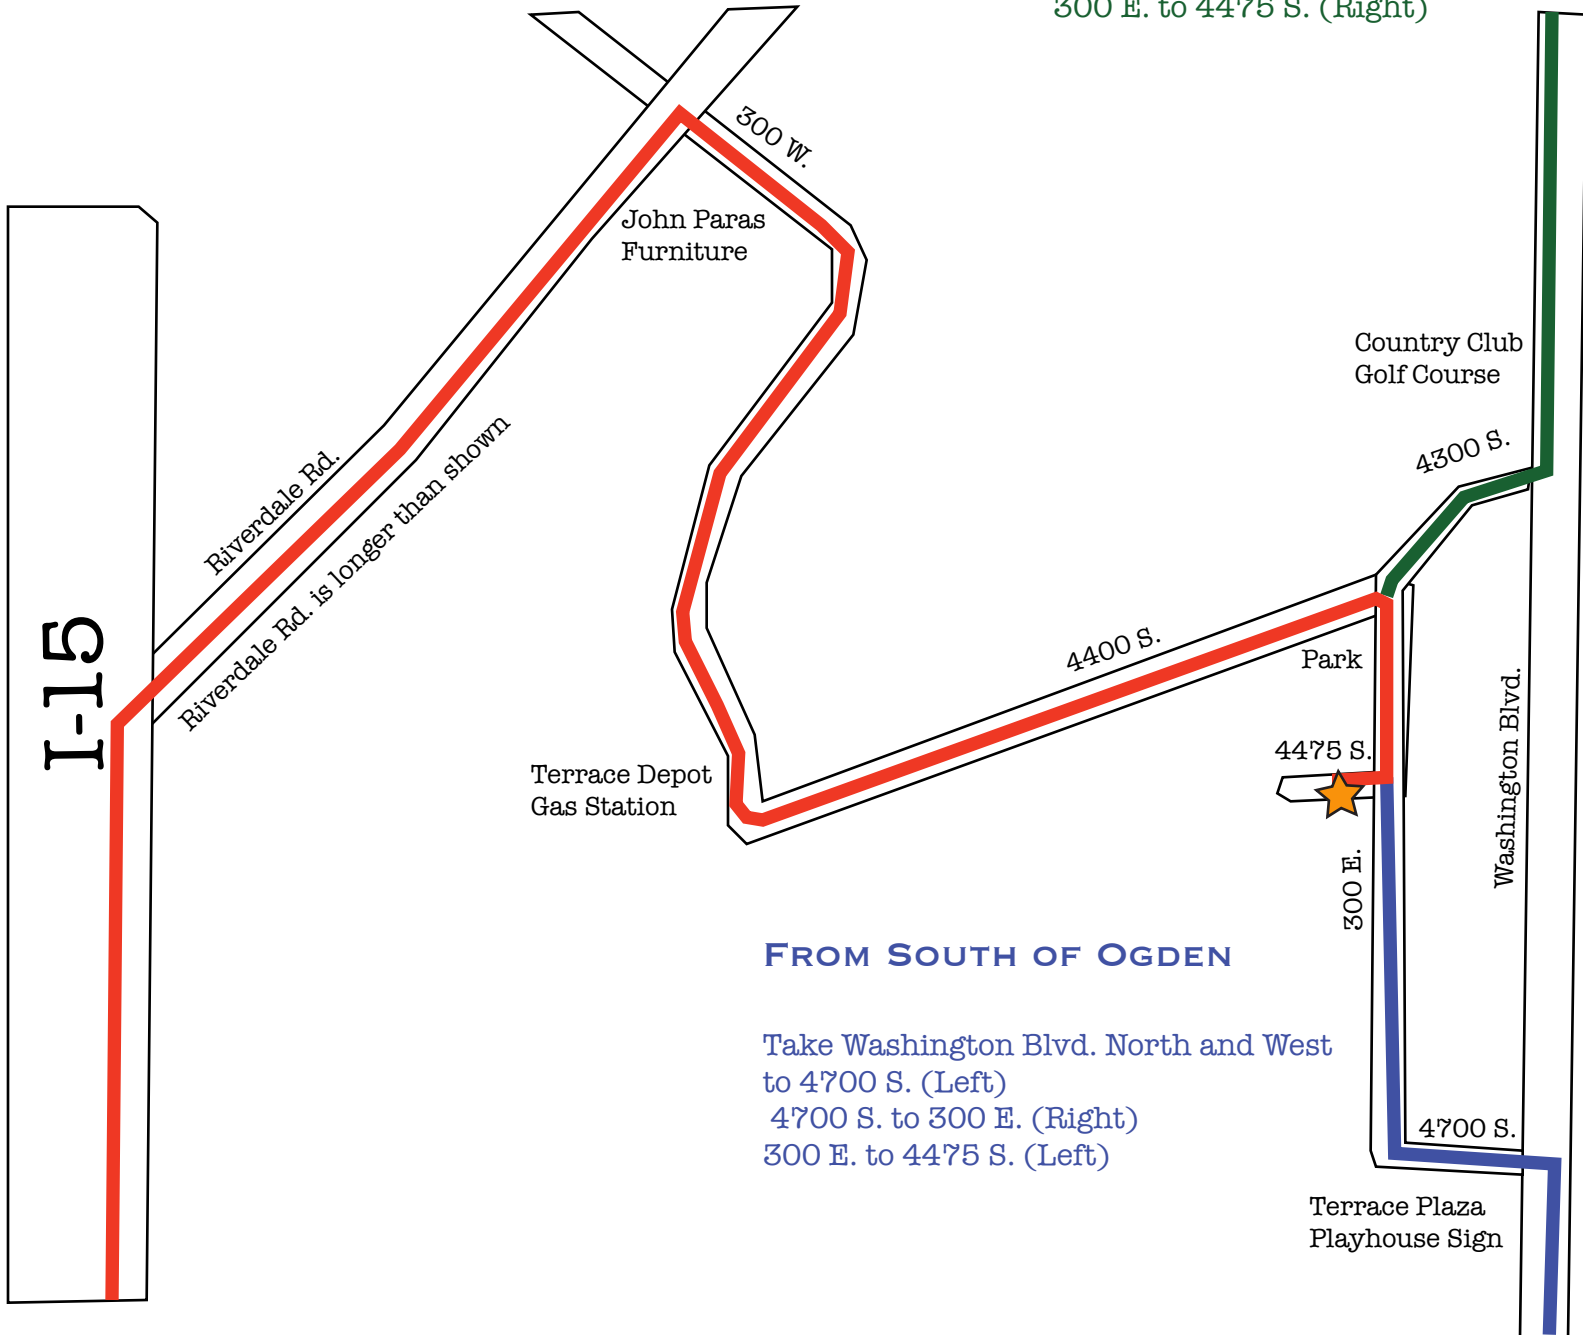 300 E. to 4475 S. (Right)
300 W.
John Paras
Furniture
Country Club
Golf Course
4300 S.
Riverdale Rd.
Riverdale Rd. is longer than shown
I-15
4400 S.
Park
Washington Blvd.
4475 S.
Terrace Depot
Gas Station
300 E.
From South of Ogden
Take Washington Blvd. North and West
to 4700 S. (Left)
4700 S. to 300 E. (Right)
300 E. to 4475 S. (Left)
4700 S.
Terrace Plaza
Playhouse Sign